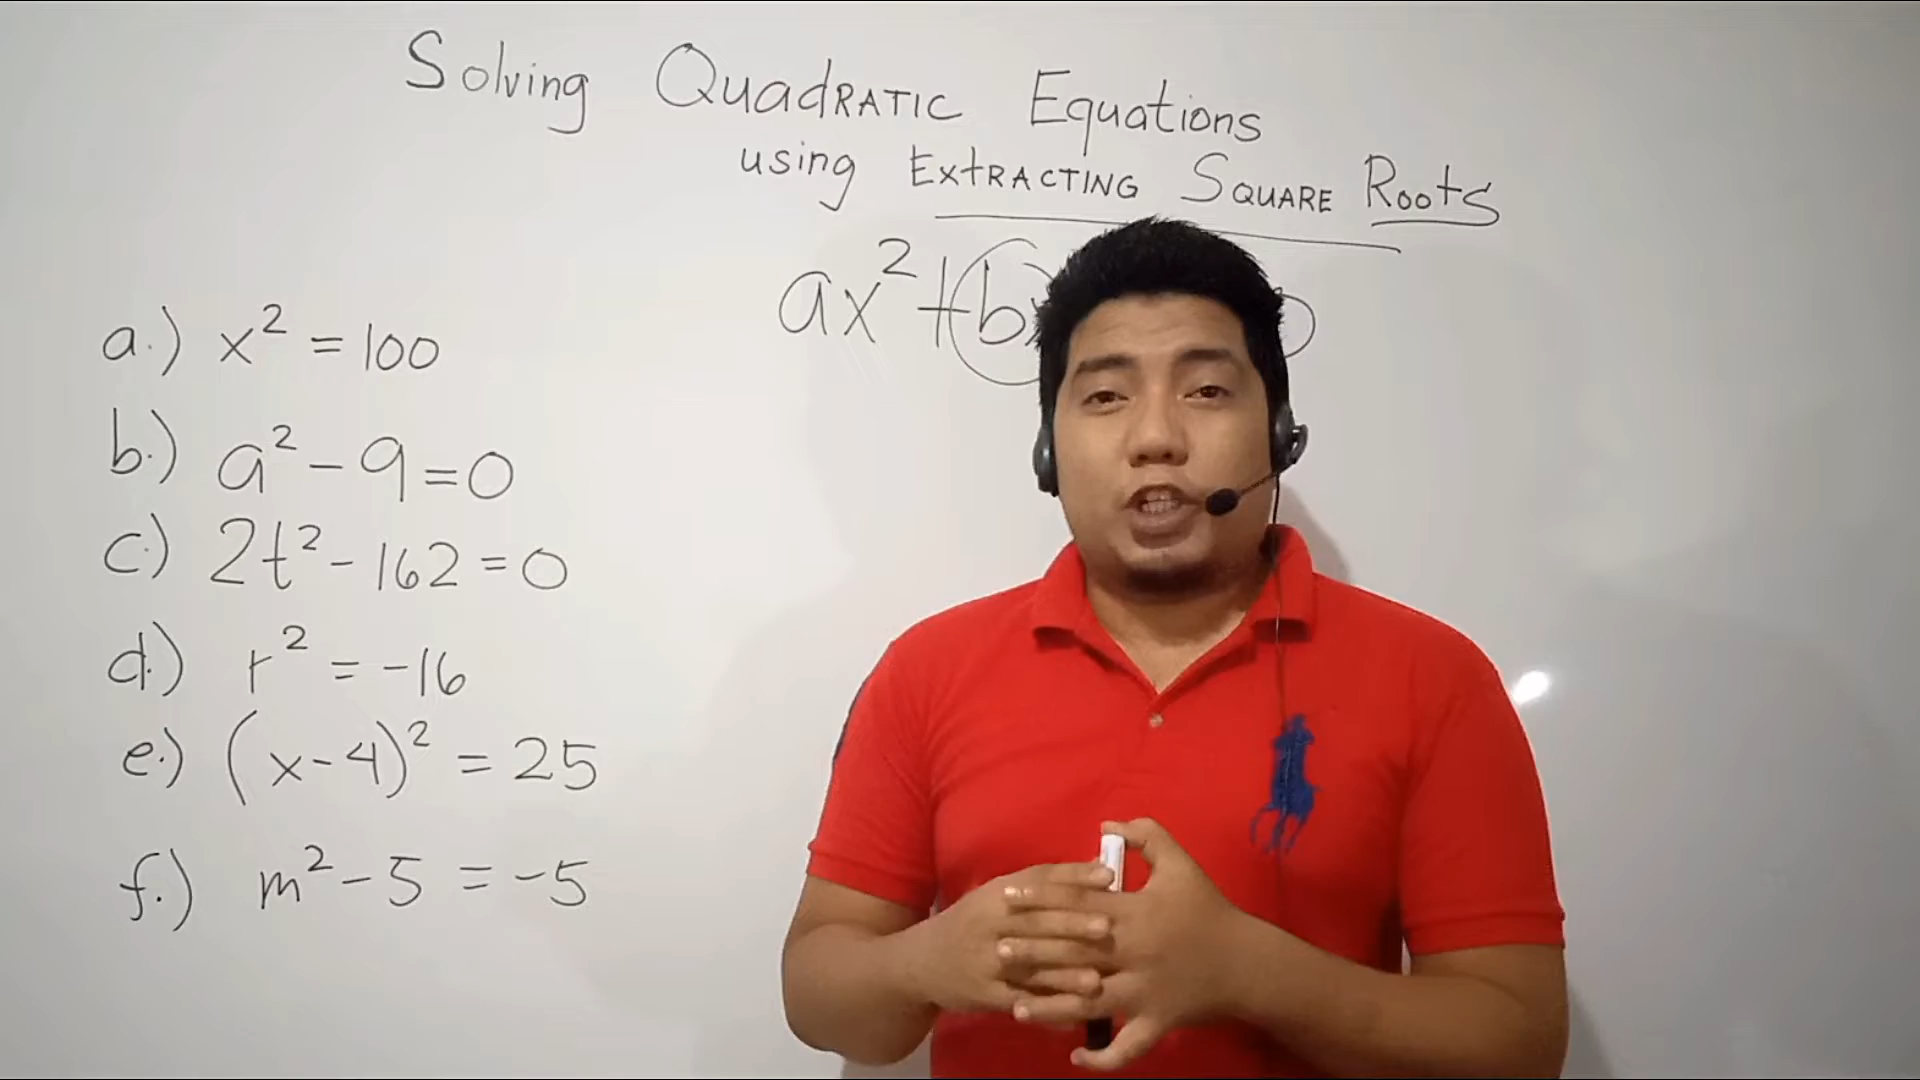 Solving Quadratic Equations
using Extracting Square Roots
ax²+b
a.) x² = 100
b.) a² - 9 = 0
c.) 2t² - 162 = 0
d.) r² = -16
e.) (x-4)² = 25
f.) m² - 5 = -5